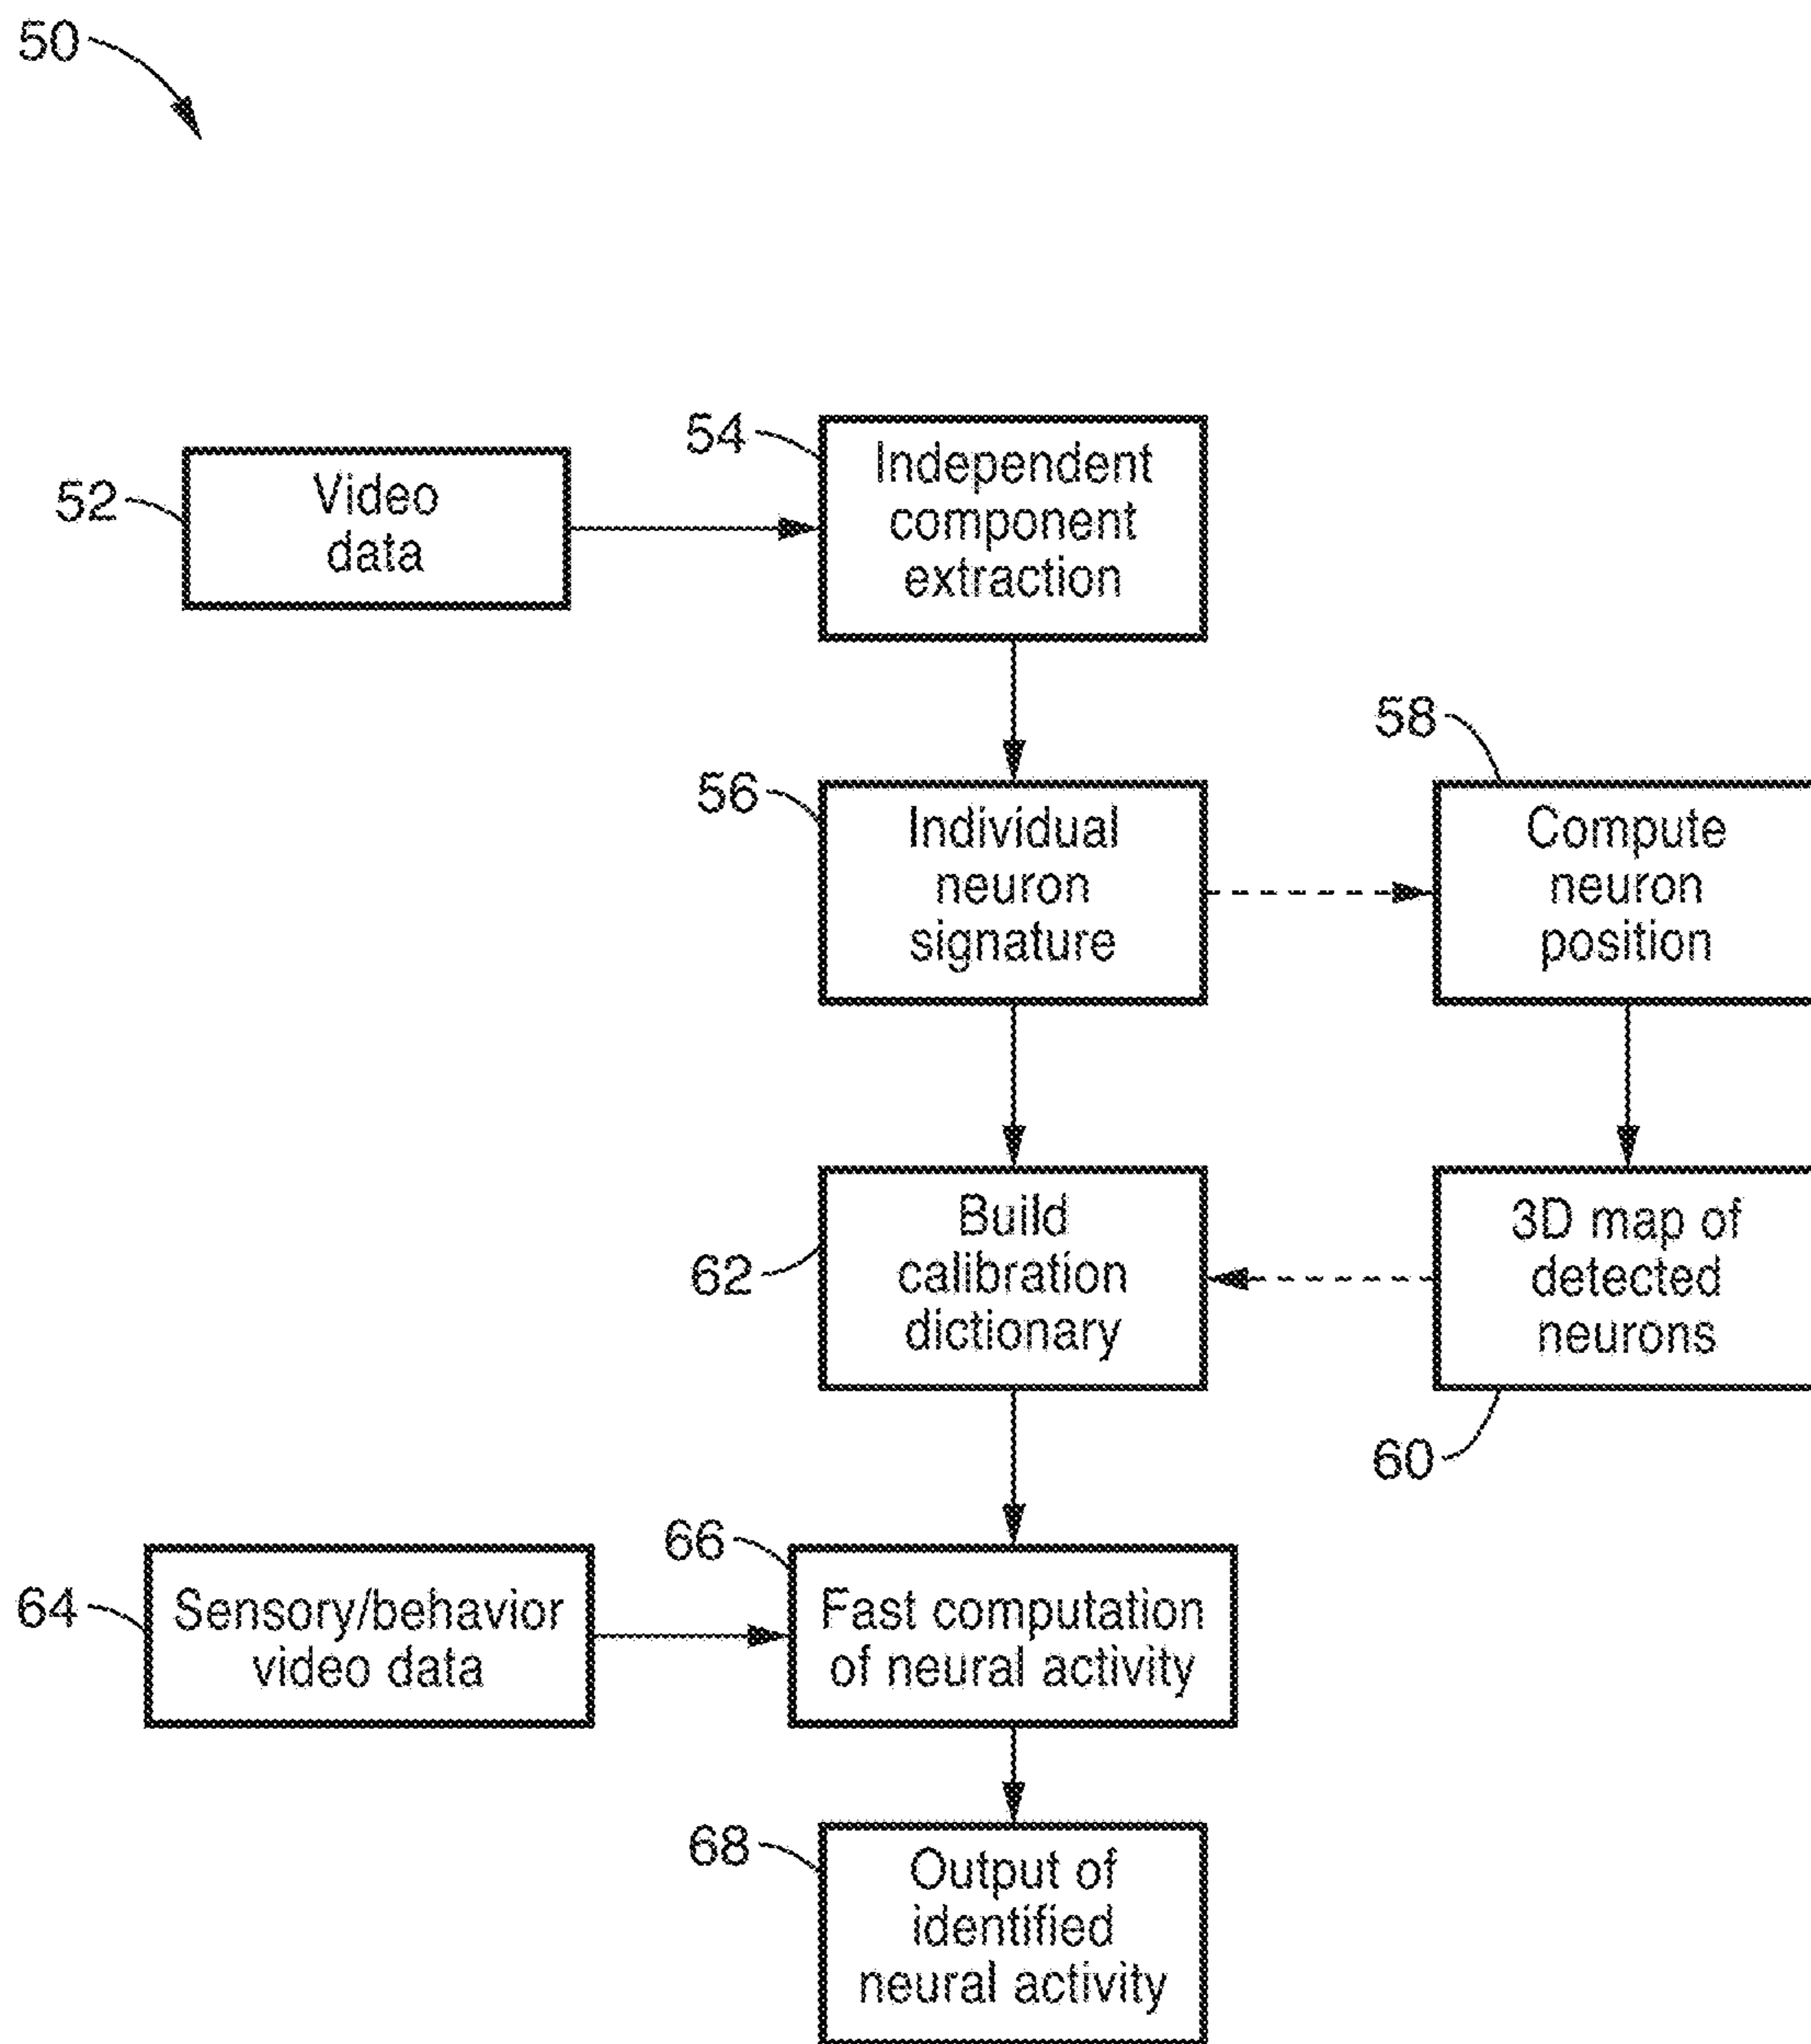 50
54
Independent
component
extraction
52
Video
data
58
56
Individual
neuron
signature
Compute
neuron
position
62
Build
calibration
dictionary
3D map of
detected
neurons
60
66
64
Sensory/behavior
video data
Fast computation
of neural activity
68
Output of
identified
neural activity